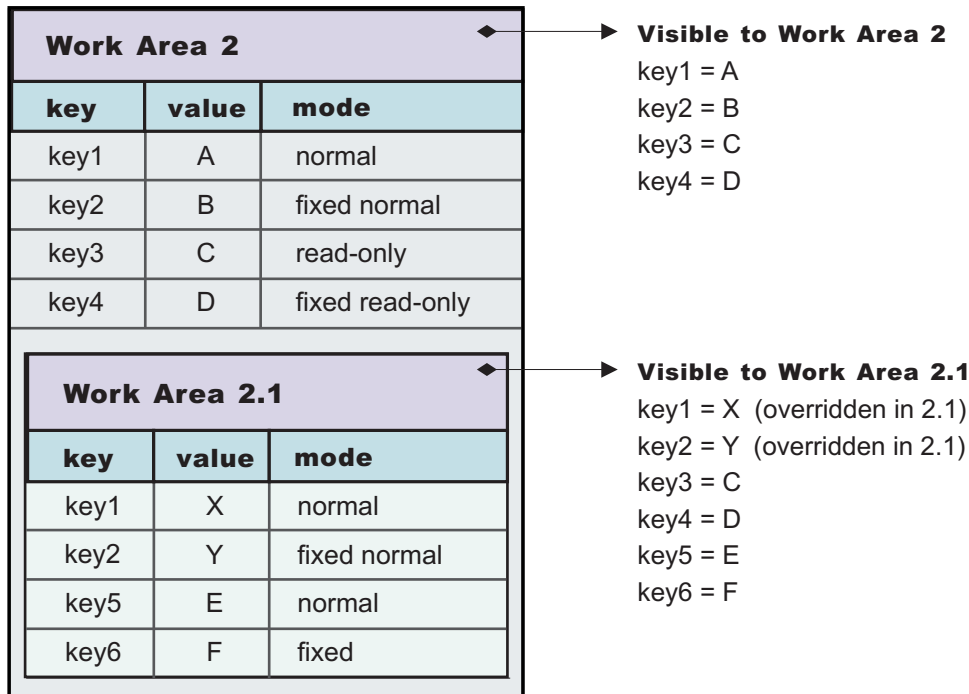 Work Area 2
key value mode
key1 A normal
key2 B fixed normal
key3 C read-only
key4 D fixed read-only
Visible to Work Area 2
key1 = A
key2 = B
key3 = C
key4 = D
Work Area 2.1
key value mode
key1 X normal
key2 Y fixed normal
key5 E normal
key6 F fixed
Visible to Work Area 2.1
key1 = X (overridden in 2.1)
key2 = Y (overridden in 2.1)
key3 = C
key4 = D
key5 = E
key6 = F